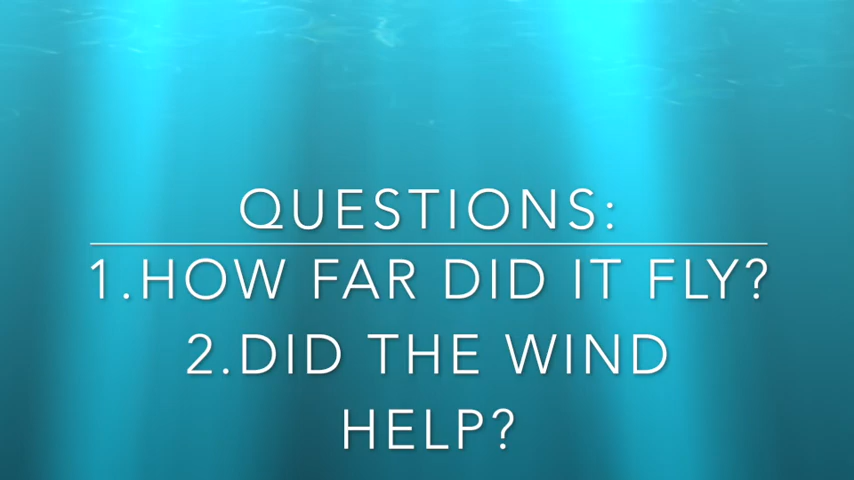 QUESTIONS:
1.HOW FAR DID IT FLY?
2.DID THE WIND
HELP?